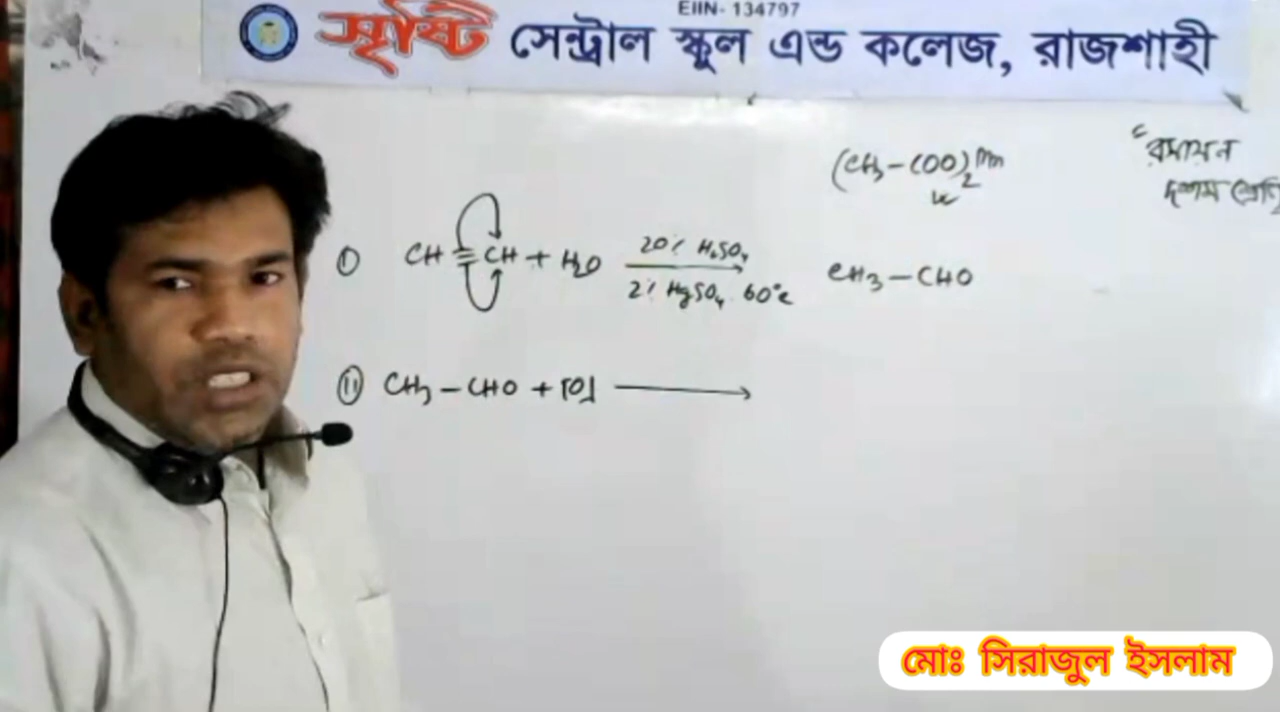 EIIN- 134797
সৃষ্টি সেন্ট্রাল স্কুল এন্ড কলেজ, রাজশাহী
(CH₃-COO)₂Mn
"রসায়ন
দশম শ্রেণি
① CH≡CH + H₂O 20% H₂SO₄ 2% HgSO₄ 60°C CH₃-CHO
⑪ CH₃-CHO + [O] ⟶
মোঃ সিরাজুল ইসলাম